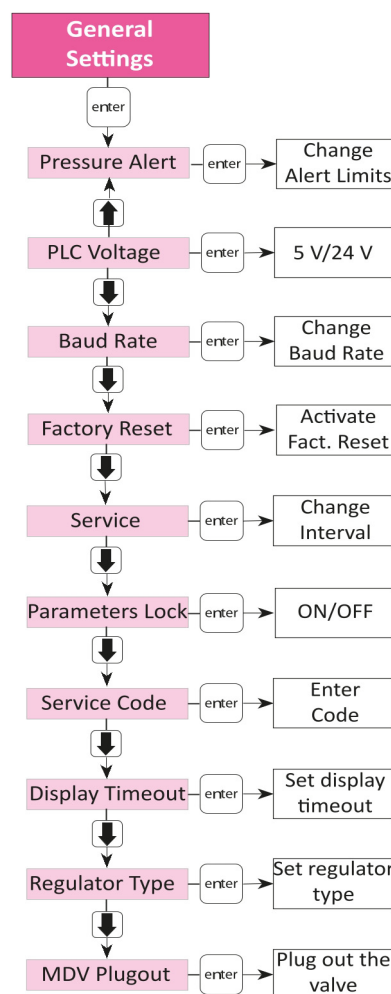 General
Settings
enter
Pressure Alert
enter
Change
Alert Limits
PLC Voltage
enter
5 V/24 V
Baud Rate
enter
Change
Baud Rate
Factory Reset
enter
Activate
Fact. Reset
Service
enter
Change
Interval
Parameters Lock
enter
ON/OFF
Service Code
enter
Enter
Code
Display Timeout
enter
Set display
timeout
Regulator Type
enter
Set regulator
type
MDV Plugout
enter
Plug out the
valve